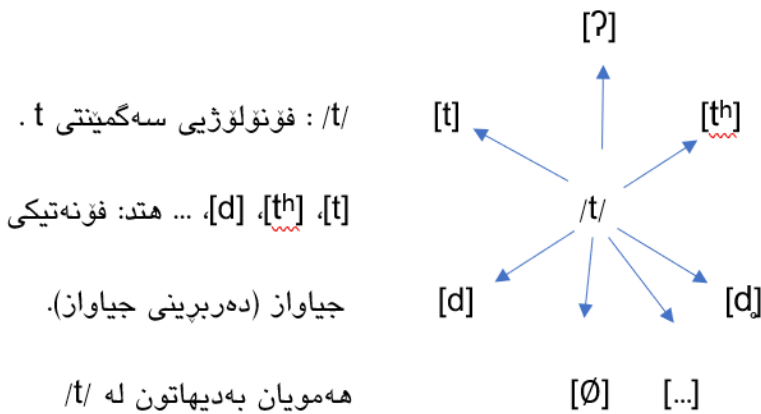 /t/ : فۆنۆلۆژیی سەگمێنتی t .
[t]، [tʰ]، [d]، ... هتد: فۆنەتیکی
جیاواز (دەربڕینی جیاواز).
هەمویان بەدیهاتون لە /t/
[ʔ]
[t] [tʰ]
/t/
[d] [d̥]
[Ø] [...]